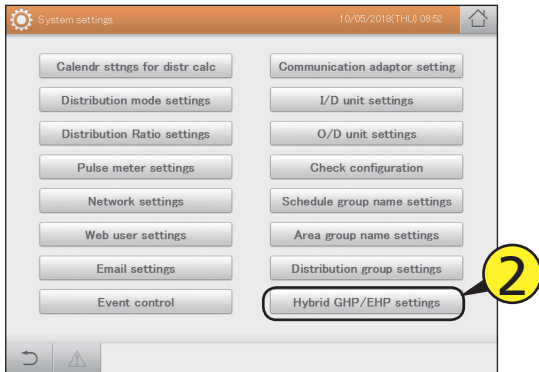 System settings 10/05/2018(THU) 08:52
Calendr sttngs for distr calc Communication adaptor setting
Distribution mode settings I/D unit settings
Distribution Ratio settings O/D unit settings
Pulse meter settings Check configuration
Network settings Schedule group name settings
Web user settings Area group name settings
Email settings Distribution group settings
Event control Hybrid GHP/EHP settings
2